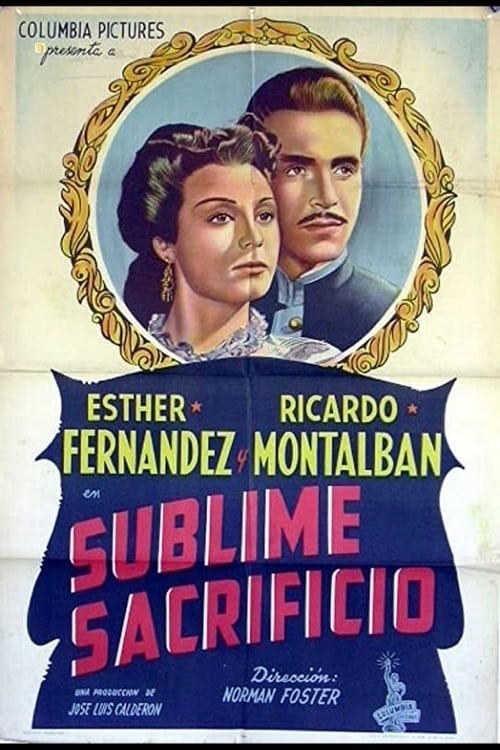 COLUMBIA PICTURES
presenta a
ESTHER
RICARDO
FERNANDEZ y MONTALBAN
en
SUBLIME
SACRIFICIO
UNA PRODUCCION DE
JOSE LUIS CALDERON
Dirección:
NORMAN FOSTER
COLUMBIA